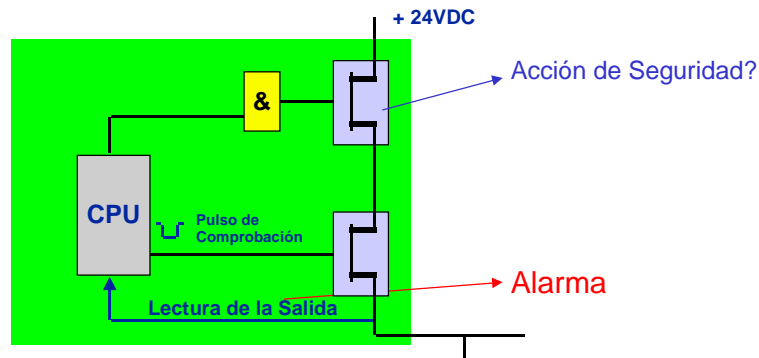 + 24VDC
Acción de Seguridad?
&
CPU
Pulso de
Comprobación
Alarma
Lectura de la Salida